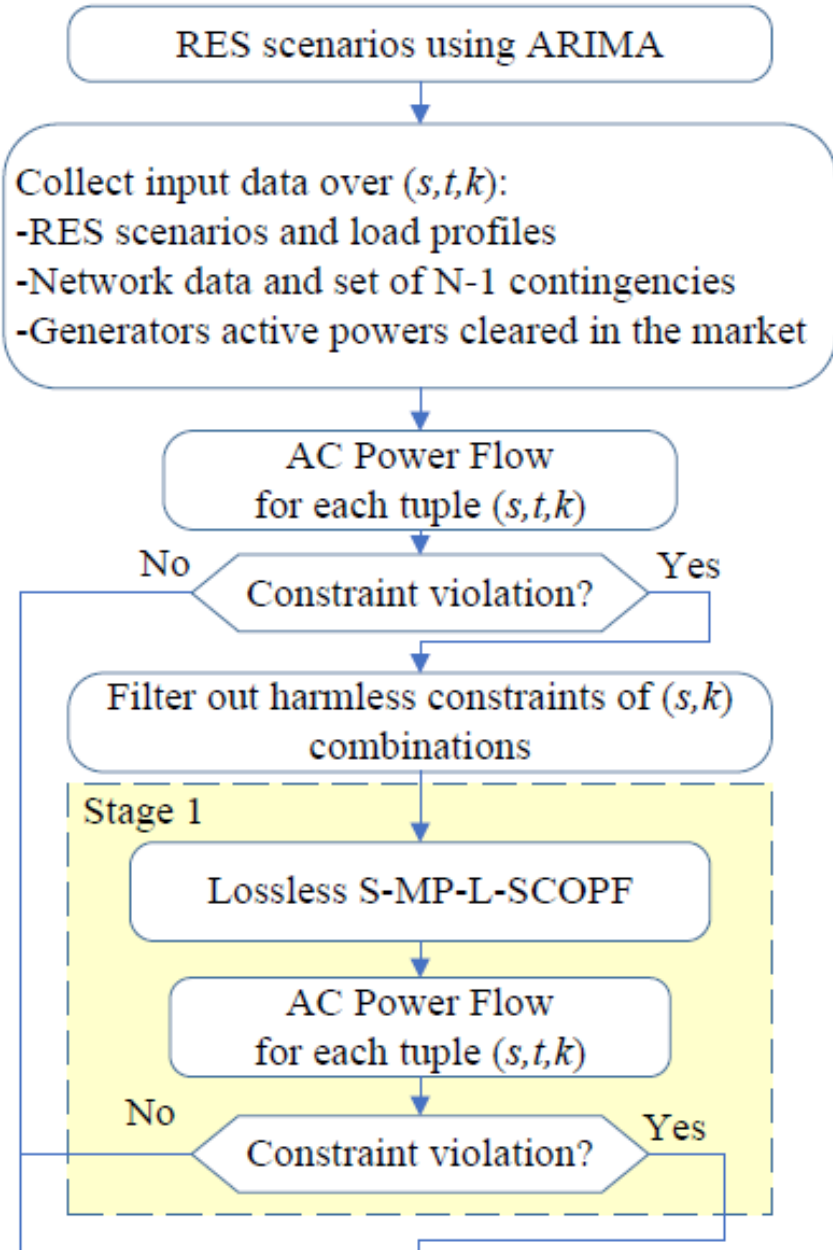 RES scenarios using ARIMA
Collect input data over (s,t,k):
-RES scenarios and load profiles
-Network data and set of N-1 contingencies
-Generators active powers cleared in the market
AC Power Flow
for each tuple (s,t,k)
No
Yes
Constraint violation?
Filter out harmless constraints of (s,k)
combinations
Stage 1
Lossless S-MP-L-SCOPF
AC Power Flow
for each tuple (s,t,k)
No
Yes
Constraint violation?